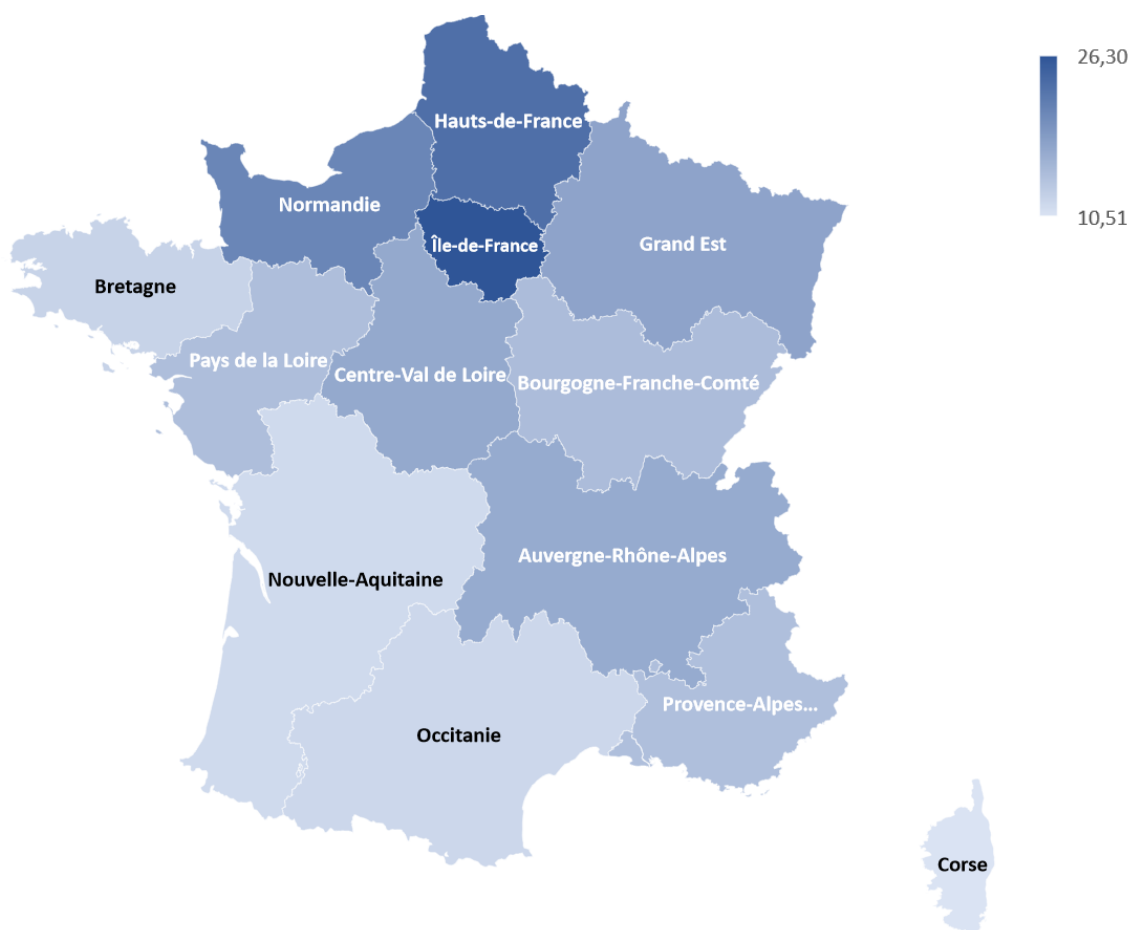 26,30
Hauts-de-France
Normandie
10,51
Île-de-France
Grand Est
Bretagne
Pays de la Loire
Centre-Val de Loire
Bourgogne-Franche-Comté
Auvergne-Rhône-Alpes
Nouvelle-Aquitaine
Provence-Alpes...
Occitanie
Corse